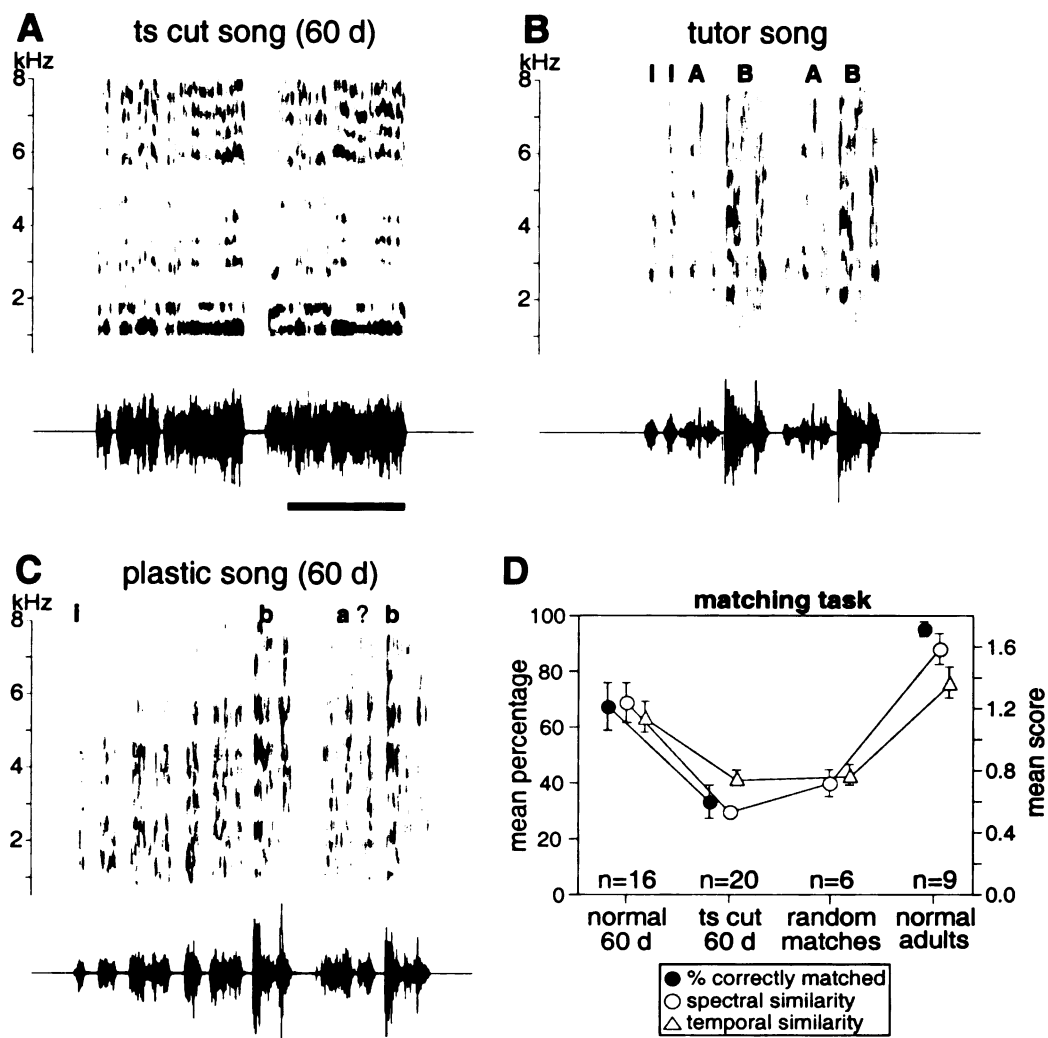 A
ts cut song (60 d)
kHz
8
6
4
2
B
tutor song
kHz
I I A B A B
8
6
4
2
C
plastic song (60 d)
kHz
i b a ? b
8
6
4
2
D
matching task
mean percentage
100
80
60
40
20
0
mean score
1.6
1.2
0.8
0.4
0.0
n=16 n=20 n=6 n=9
normal ts cut random normal
60 d 60 d matches adults
% correctly matched
spectral similarity
temporal similarity